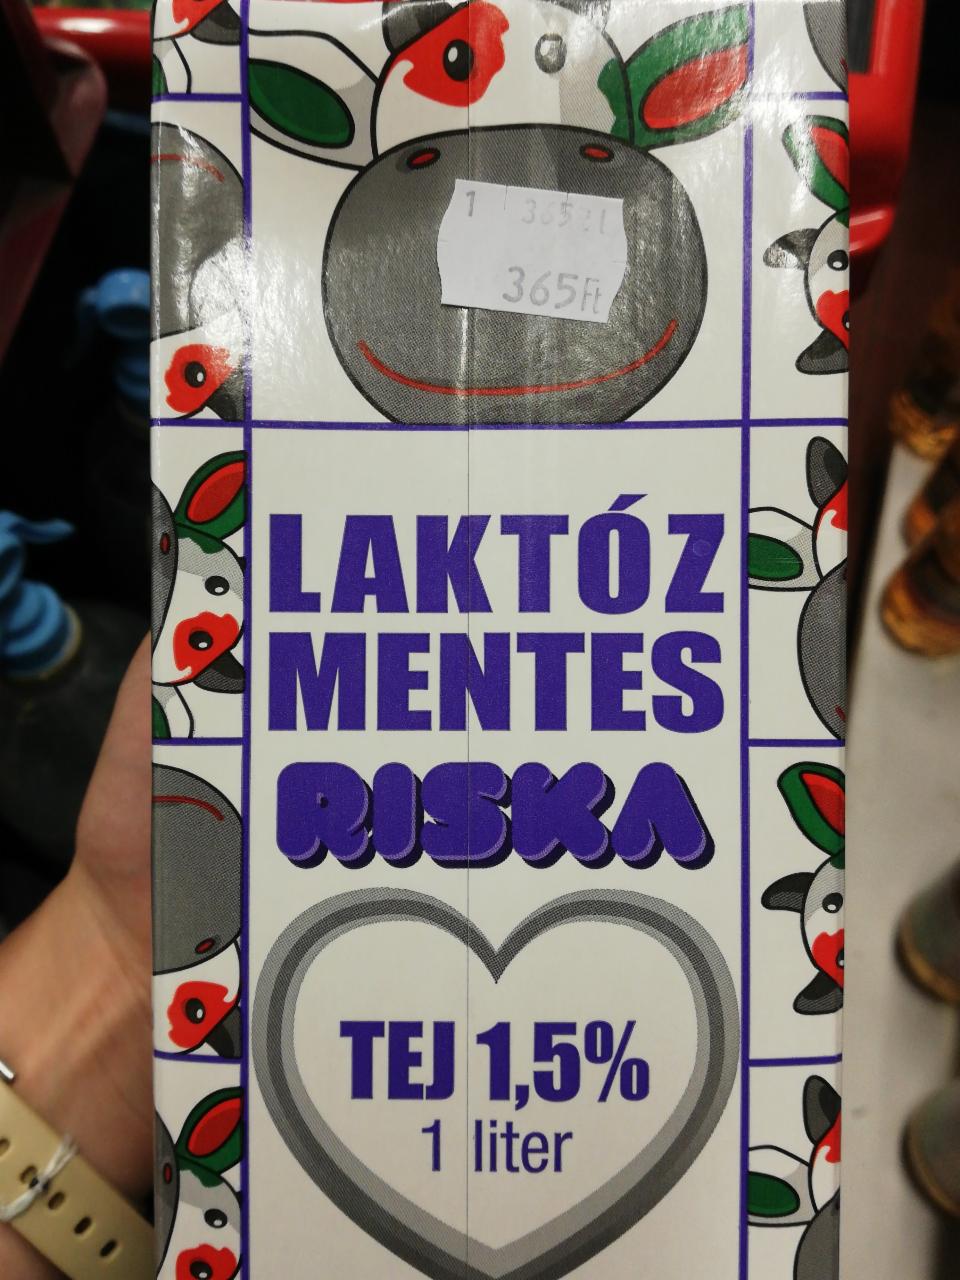 1 365Ft
365Ft
LAKTÓZ
MENTES
RISKA
TEJ 1,5%
1 liter